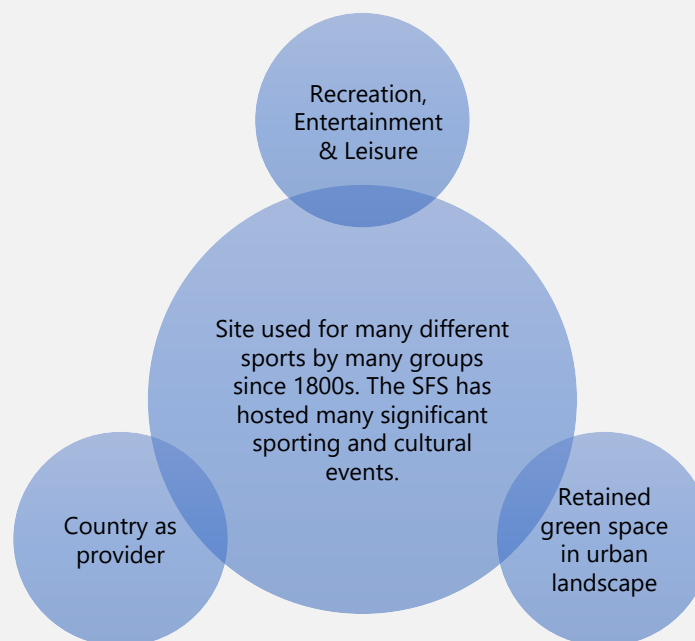 Recreation,
Entertainment
& Leisure
Site used for many different
sports by many groups
since 1800s. The SFS has
hosted many significant
sporting and cultural
events.
Country as
provider
Retained
green space
in urban
landscape